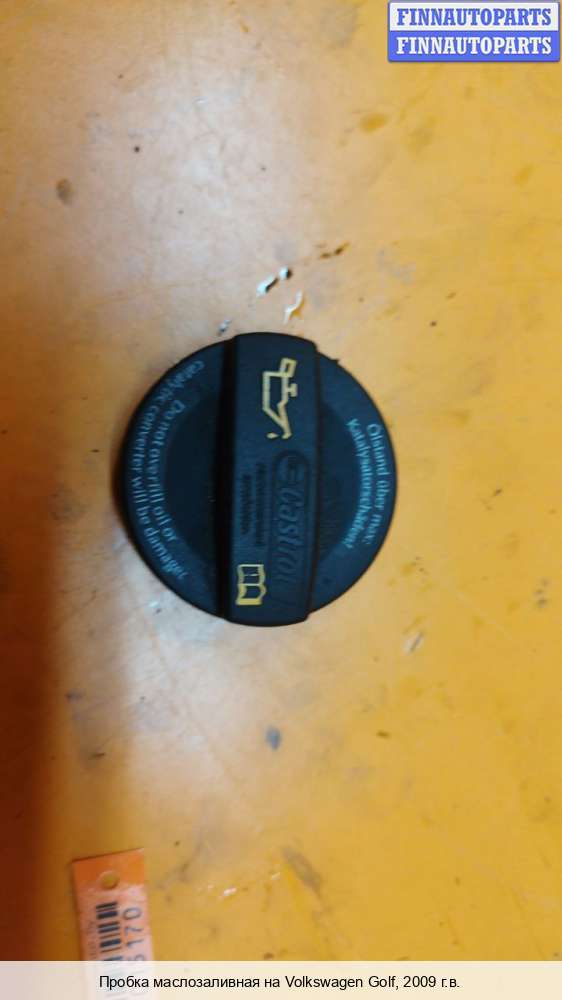 FINNAUTOPARTS
FINNAUTOPARTS
Ölstand über max:
Katalysatorschäden!
Castrol
Do not overfill oil or
catalytic converter will be damaged
5170
Пробка маслозаливная на Volkswagen Golf, 2009 г.в.